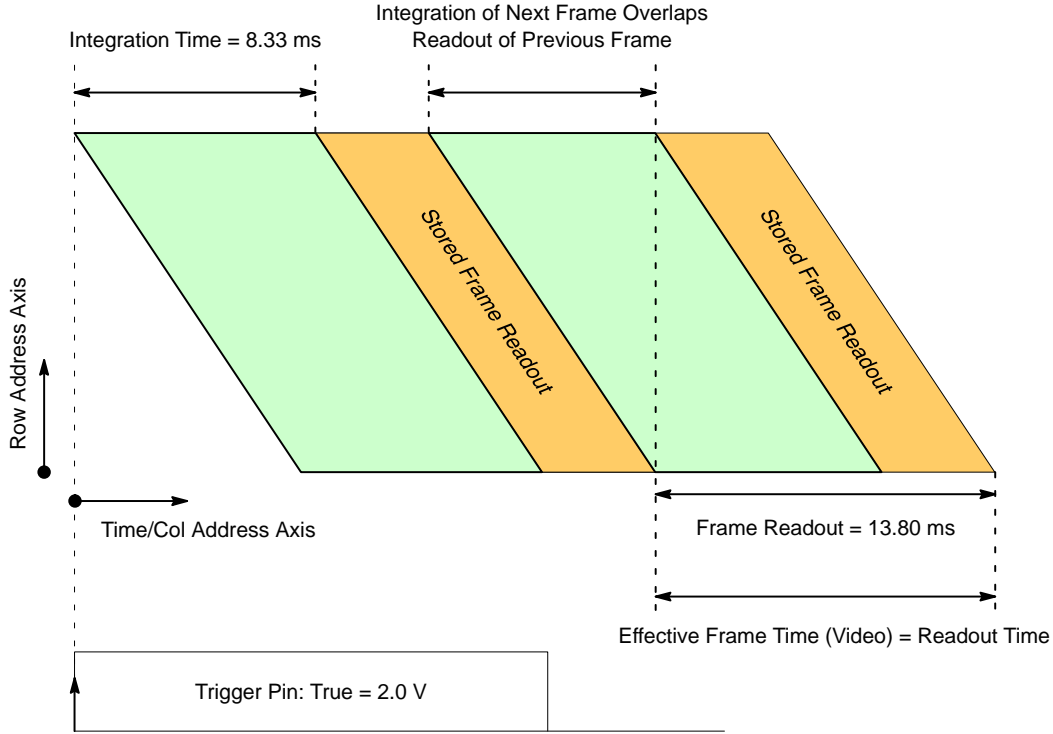 Integration of Next Frame Overlaps
Readout of Previous Frame
Integration Time = 8.33 ms
Stored Frame Readout
Stored Frame Readout
Row Address Axis
Time/Col Address Axis
Frame Readout = 13.80 ms
Effective Frame Time (Video) = Readout Time
Trigger Pin: True = 2.0 V